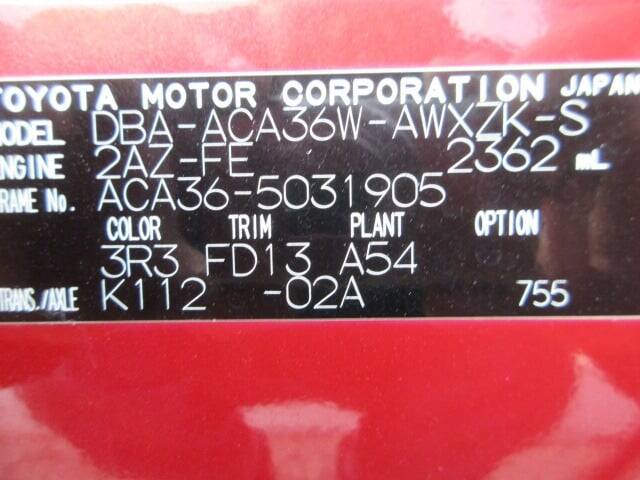 TOYOTA MOTOR CORPORATION JAPAN
MODEL DBA-ACA36W-AWXZK-S
ENGINE 2AZ-FE 2362 mL
FRAME No. ACA36-5031905
COLOR TRIM PLANT OPTION
3R3 FD13 A54
TRANS./AXLE K112 -02A 755